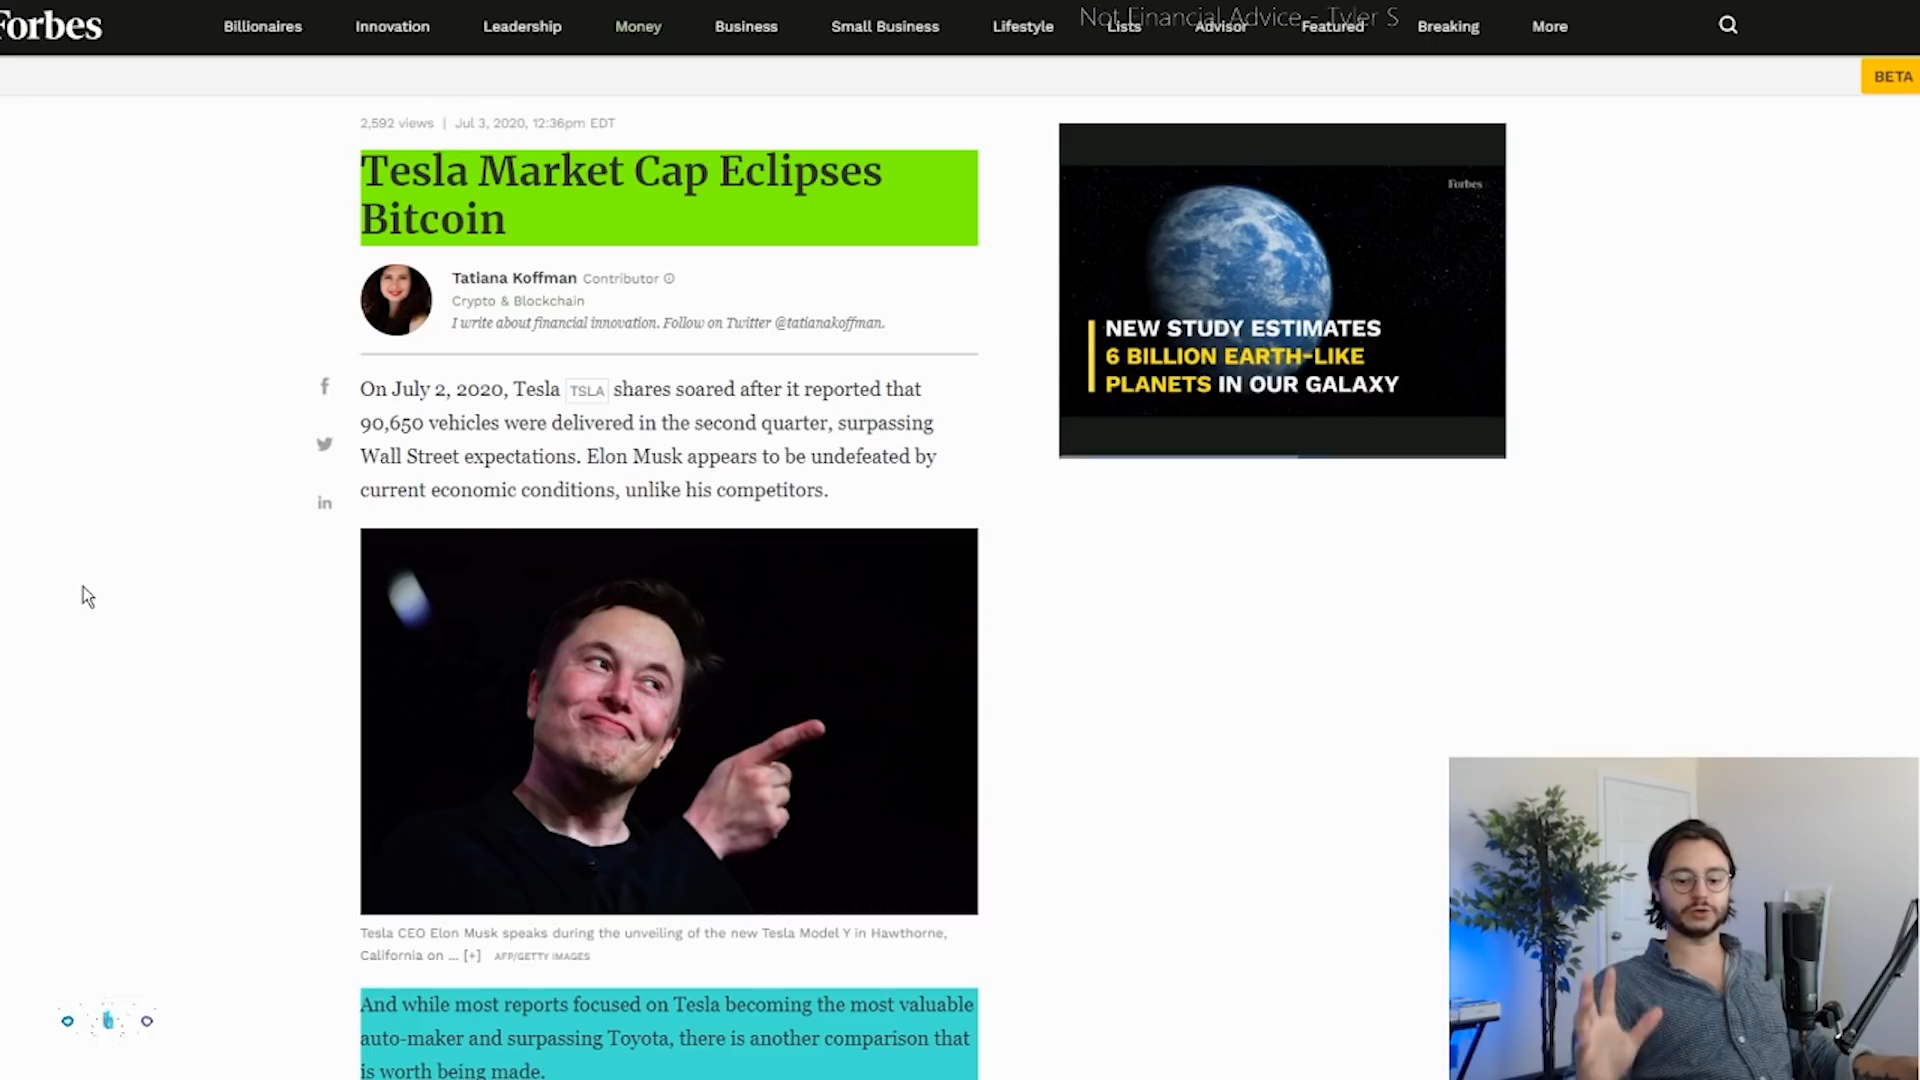 Forbes
Billionaires Innovation Leadership Money Business Small Business Lifestyle Lists Advisor Featured Breaking More
Not Financial Advice - Tyler S
BETA
2,592 views | Jul 3, 2020, 12:36pm EDT
Tesla Market Cap Eclipses
Bitcoin
Tatiana Koffman Contributor
Crypto & Blockchain
I write about financial innovation. Follow on Twitter @tatianakoffman.
On July 2, 2020, Tesla TSLA shares soared after it reported that
90,650 vehicles were delivered in the second quarter, surpassing
Wall Street expectations. Elon Musk appears to be undefeated by
current economic conditions, unlike his competitors.
Tesla CEO Elon Musk speaks during the unveiling of the new Tesla Model Y in Hawthorne,
California on ... [+] AFP/GETTY IMAGES
And while most reports focused on Tesla becoming the most valuable
auto-maker and surpassing Toyota, there is another comparison that
is worth being made.
Forbes
NEW STUDY ESTIMATES
6 BILLION EARTH-LIKE
PLANETS IN OUR GALAXY